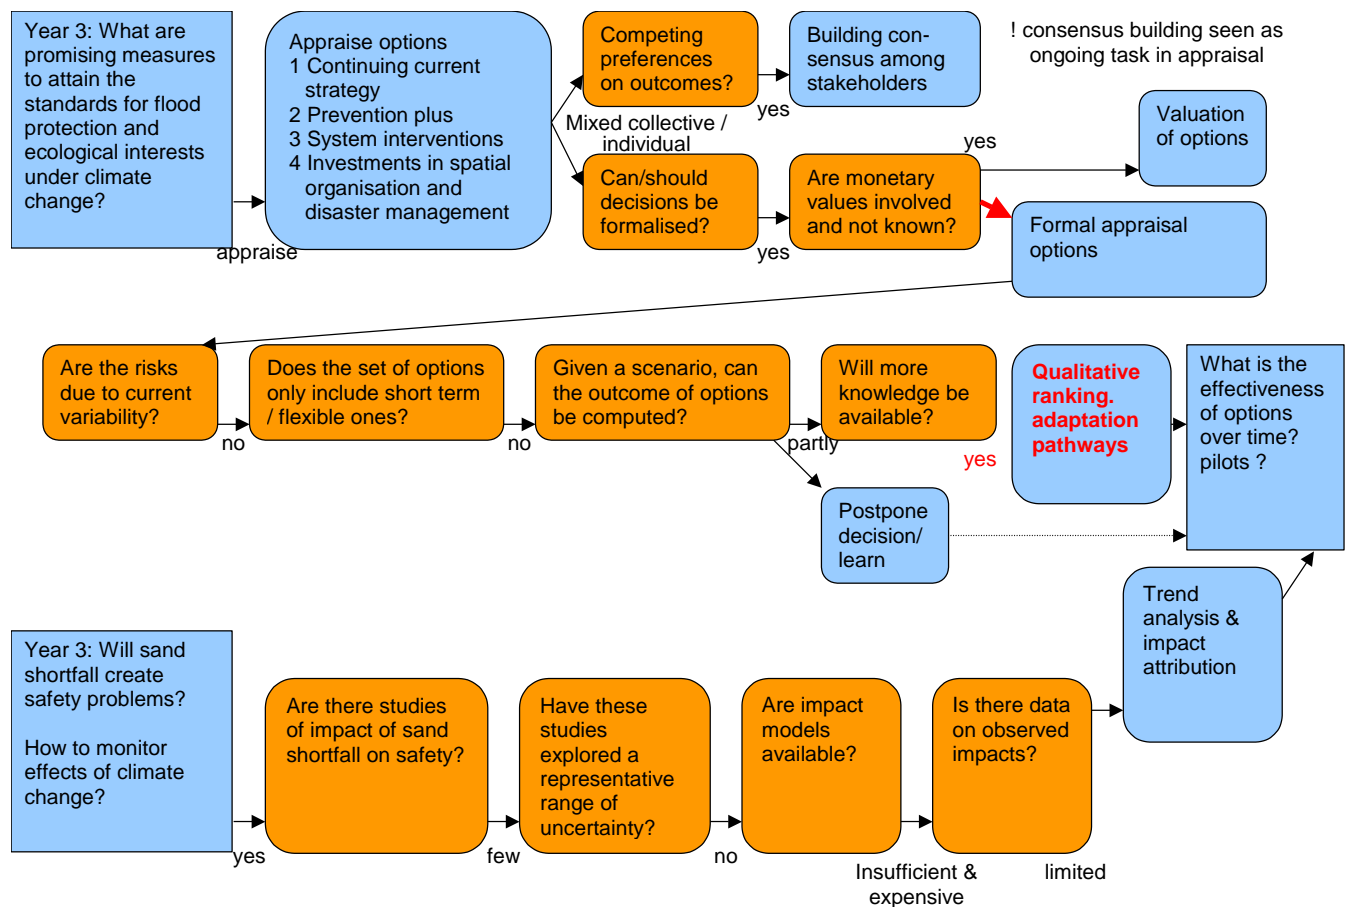 Year 3: What are
promising measures
to attain the
standards for flood
protection and
ecological interests
under climate
change?
appraise
Appraise options
1 Continuing current
strategy
2 Prevention plus
3 System interventions
4 Investments in spatial
organisation and
disaster management
Mixed collective /
individual
Competing
preferences
on outcomes?
yes
Building con-
sensus among
stakeholders
! consensus building seen as
ongoing task in appraisal
Can/should
decisions be
formalised?
yes
Are monetary
values involved
and not known?
yes
Valuation
of options
Formal appraisal
options
Are the risks
due to current
variability?
no
Does the set of options
only include short term
/ flexible ones?
no
Given a scenario, can
the outcome of options
be computed?
partly
Will more
knowledge be
available?
yes
Qualitative
ranking.
adaptation
pathways
What is the
effectiveness
of options
over time?
pilots ?
Postpone
decision/
learn
Trend
analysis &
impact
attribution
Year 3: Will sand
shortfall create
safety problems?
How to monitor
effects of climate
change?
yes
Are there studies
of impact of sand
shortfall on safety?
few
Have these
studies
explored a
representative
range of
uncertainty?
no
Are impact
models
available?
Insufficient &
expensive
Is there data
on observed
impacts?
limited